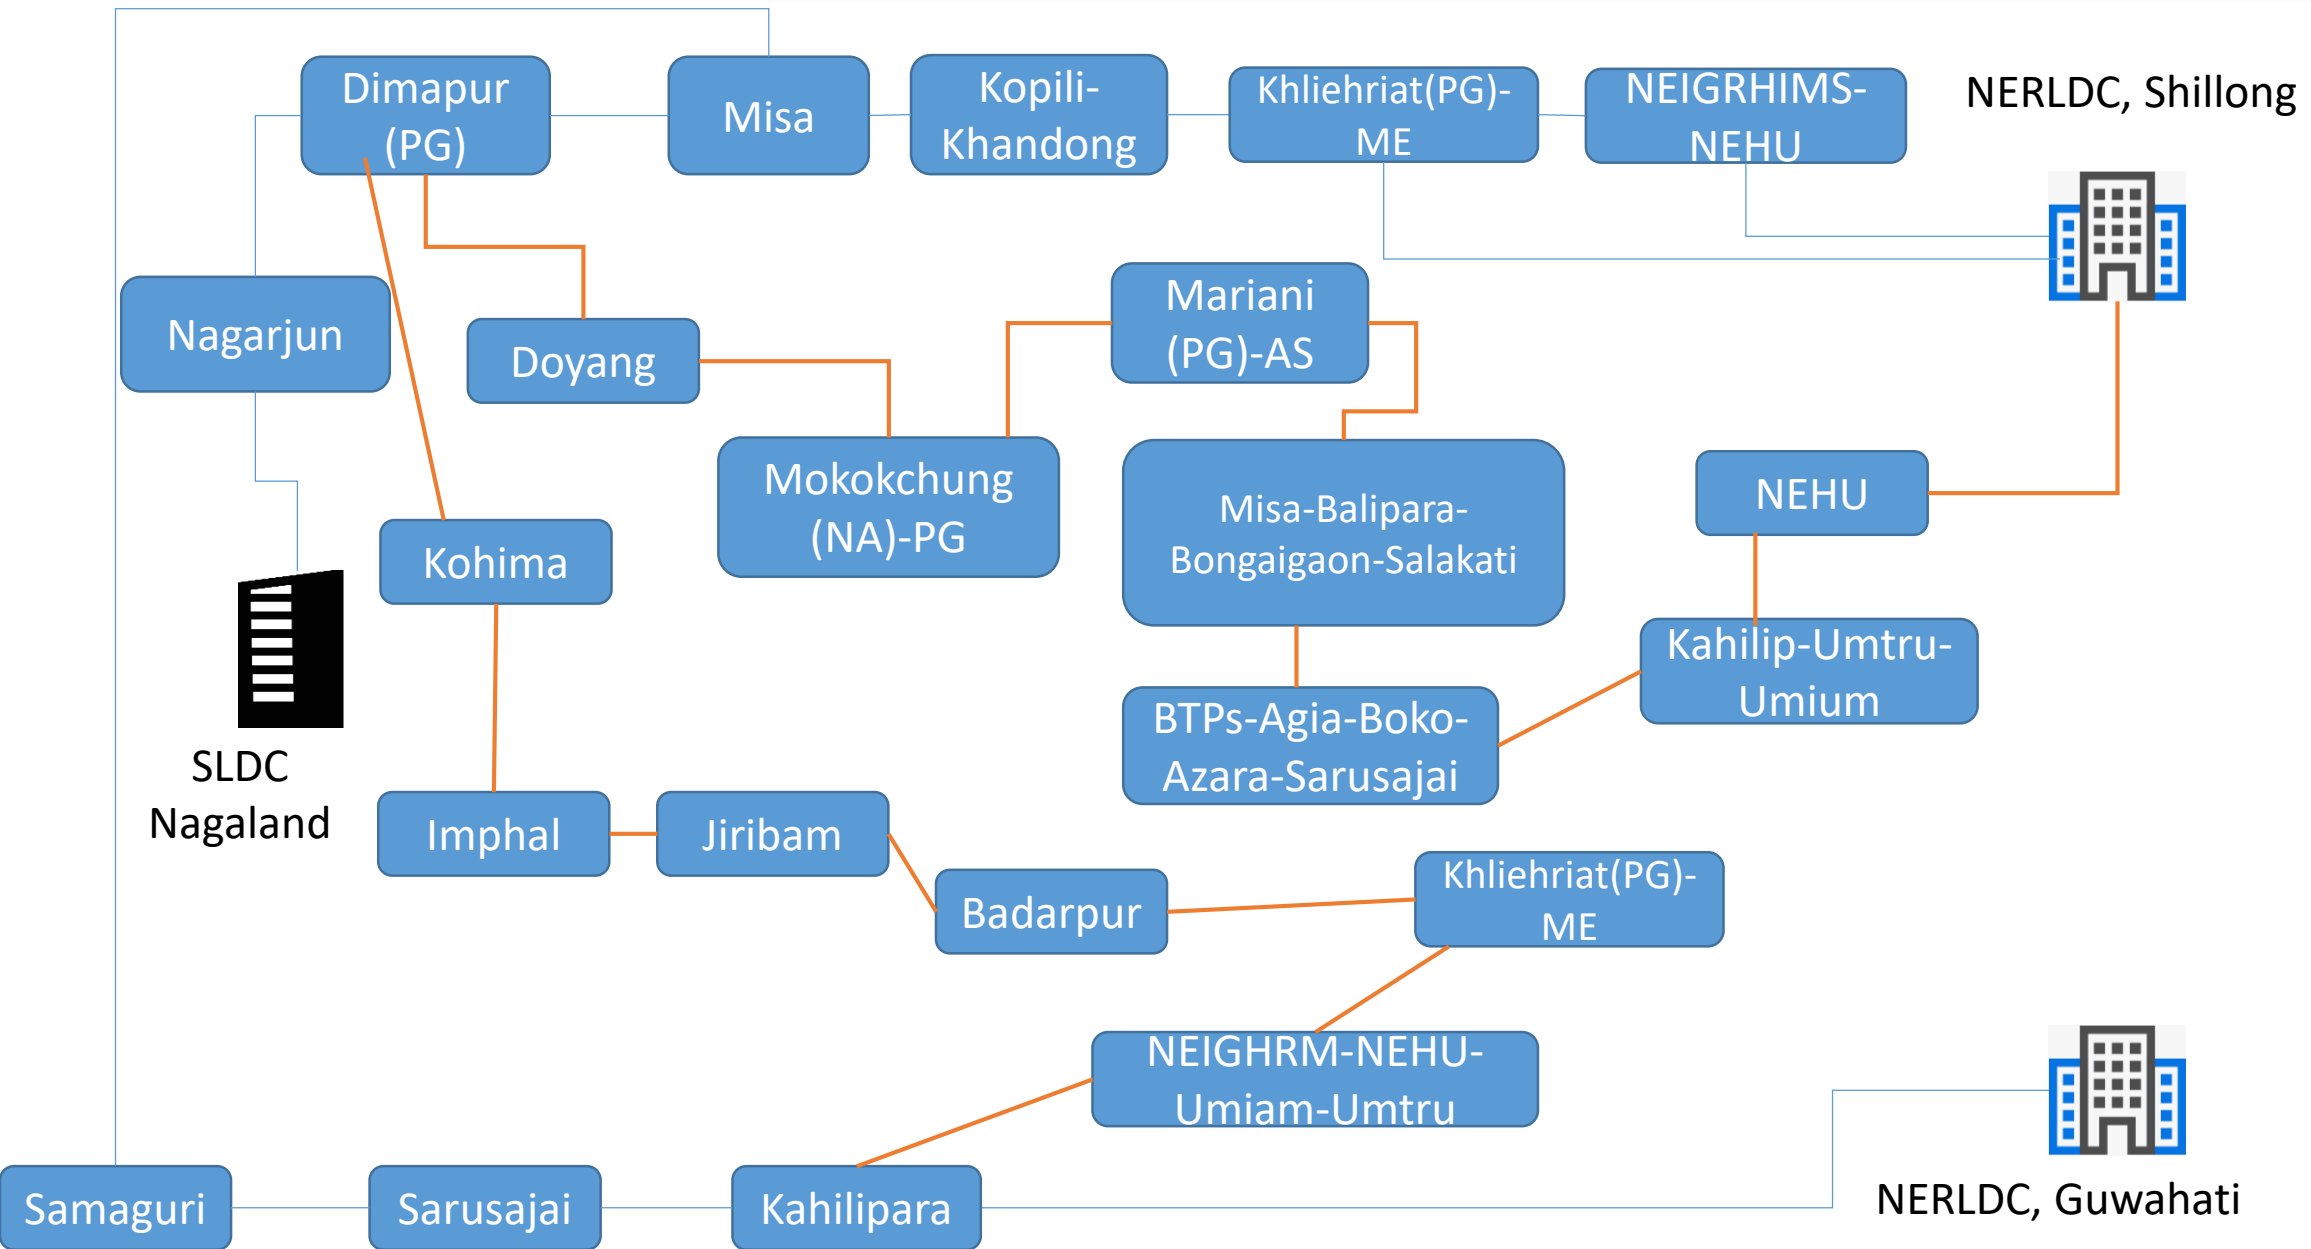 Dimapur
(PG)
Misa
Kopili-
Khandong
Khliehriat(PG)-
ME
NEIGRHIMS-
NEHU
NERLDC, Shillong
Nagarjun
Doyang
Mariani
(PG)-AS
Mokokchung
(NA)-PG
Misa-Balipara-
Bongaigaon-Salakati
NEHU
Kohima
Kahilip-Umtru-
Umium
BTPs-Agia-Boko-
Azara-Sarusajai
SLDC
Nagaland
Imphal
Jiribam
Badarpur
Khliehriat(PG)-
ME
NEIGHRM-NEHU-
Umiam-Umtru
NERLDC, Guwahati
Samaguri
Sarusajai
Kahilipara